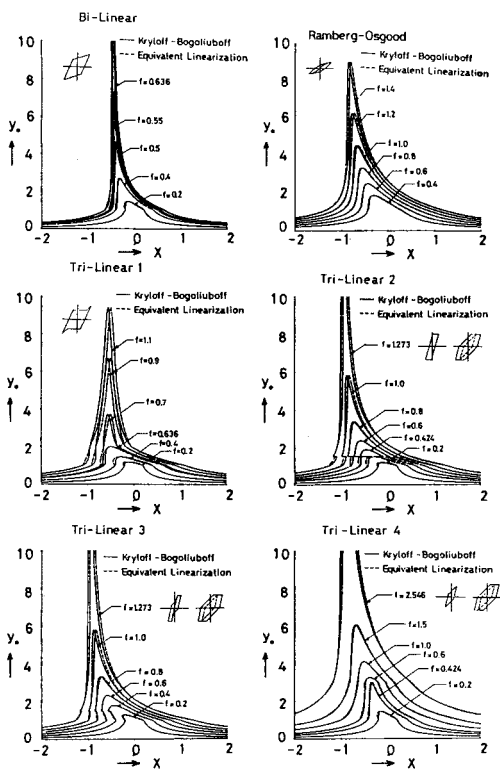 Bi-Linear
Kryloff-Bogoliuboff
Equivalent Linearization
f=0.636
f=0.55
f=0.5
f=0.4
f=0.2
y₀
10
8
6
4
2
0
-2 -1 0 1 2
X
Ramberg-Osgood
Kryloff-Bogoliuboff
Equivalent Linearization
f=1.4
f=1.2
f=1.0
f=0.8
f=0.6
f=0.4
10
8
6
4
2
0
-2 -1 0 1 2
X
Tri-Linear 1
Kryloff-Bogoliuboff
Equivalent Linearization
f=1.1
f=0.9
f=0.7
f=0.636
f=0.4
f=0.2
y₀
10
8
6
4
2
0
-2 -1 0 1 2
X
Tri-Linear 2
Kryloff-Bogoliuboff
Equivalent Linearization
f=1.273
f=1.0
f=0.8
f=0.6
f=0.424
f=0.2
10
8
6
4
2
0
-2 -1 0 1 2
X
Tri-Linear 3
Kryloff-Bogoliuboff
Equivalent Linearization
f=1.273
f=1.0
f=0.8
f=0.6
f=0.4
f=0.2
y₀
10
8
6
4
2
0
-2 -1 0 1 2
X
Tri-Linear 4
Kryloff-Bogoliuboff
Equivalent Linearization
f=2.546
f=1.5
f=1.0
f=0.6
f=0.424
f=0.2
10
8
6
4
2
0
-2 -1 0 1 2
X